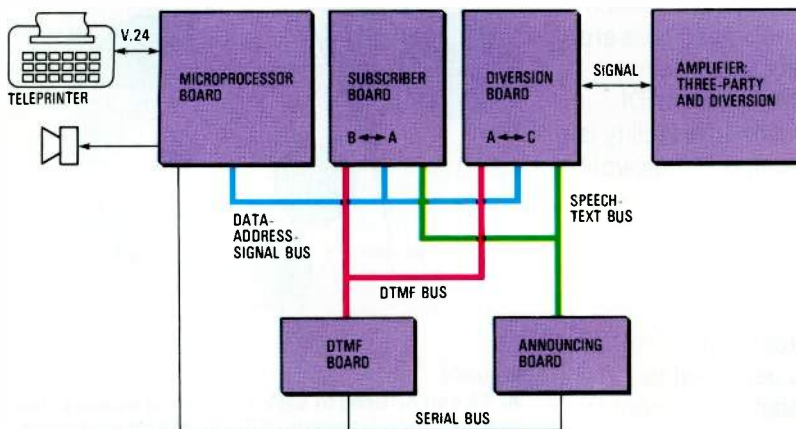 V.24
TELEPRINTER
MICROPROCESSOR
BOARD
SUBSCRIBER
BOARD
B↔A
DIVERSION
BOARD
A↔C
SIGNAL
AMPLIFIER:
THREE-PARTY
AND DIVERSION
DATA-
ADDRESS-
SIGNAL BUS
SPEECH-
TEXT BUS
DTMF BUS
DTMF
BOARD
ANNOUNCING
BOARD
SERIAL BUS